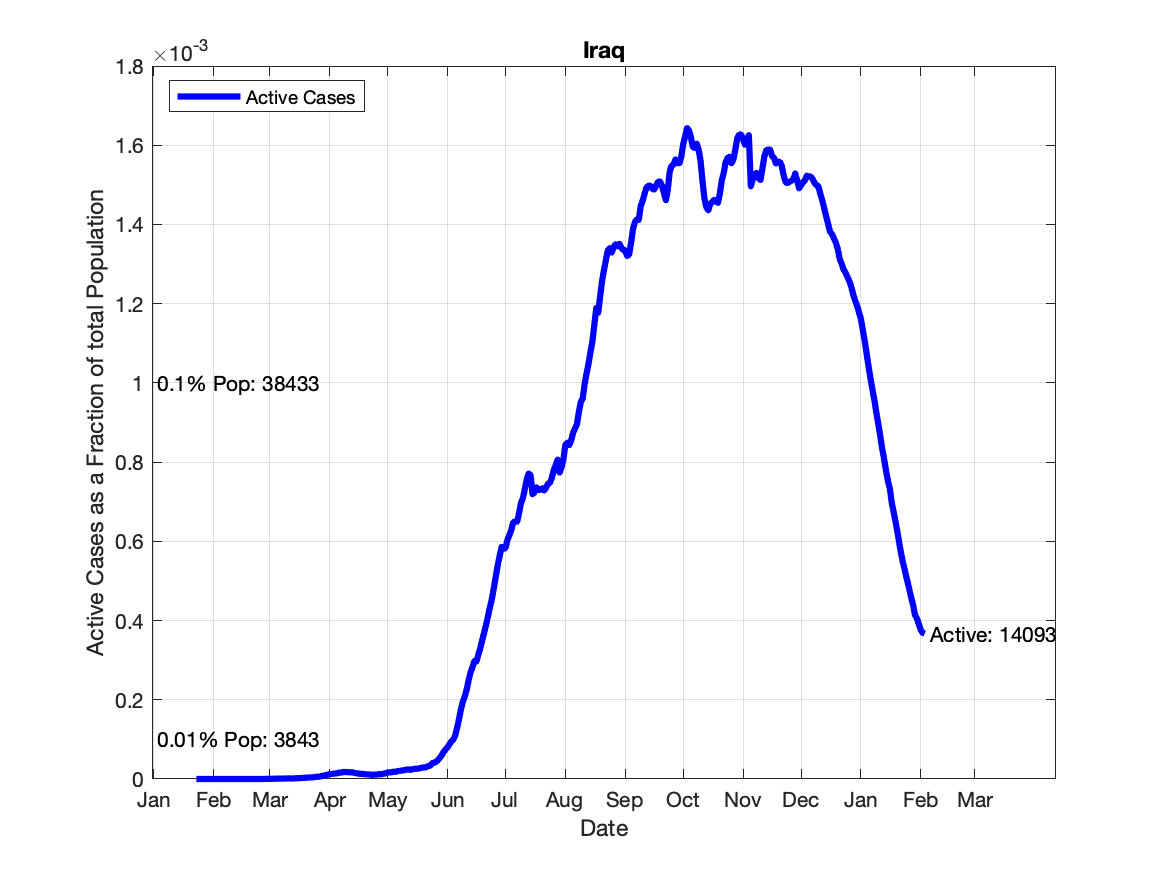 Iraq
×10-3
Active Cases
1.8
1.6
1.4
1.2
1
0.8
0.6
0.4
0.2
0
0.1% Pop: 38433
0.01% Pop: 3843
Active: 14093
Active Cases as a Fraction of total Population
Jan Feb Mar Apr May Jun Jul Aug Sep Oct Nov Dec Jan Feb Mar
Date